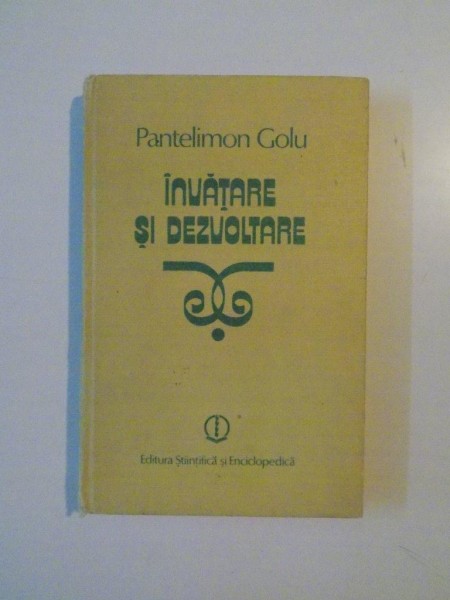 Pantelimon Golu
ÎNVĂȚARE
ȘI DEZVOLTARE
Editura Științifică și Enciclopedică